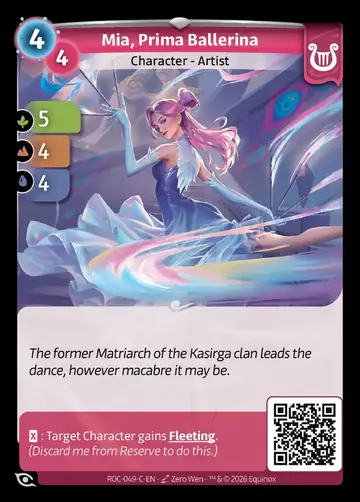 4
Mia, Prima Ballerina
4
Character - Artist
5
4
4
The former Matriarch of the Kasirga clan leads the
dance, however macabre it may be.
X : Target Character gains Fleeting.
(Discard me from Reserve to do this.)
ROC-049-C-EN - Zero Wen - ™ & © 2026 Equinox